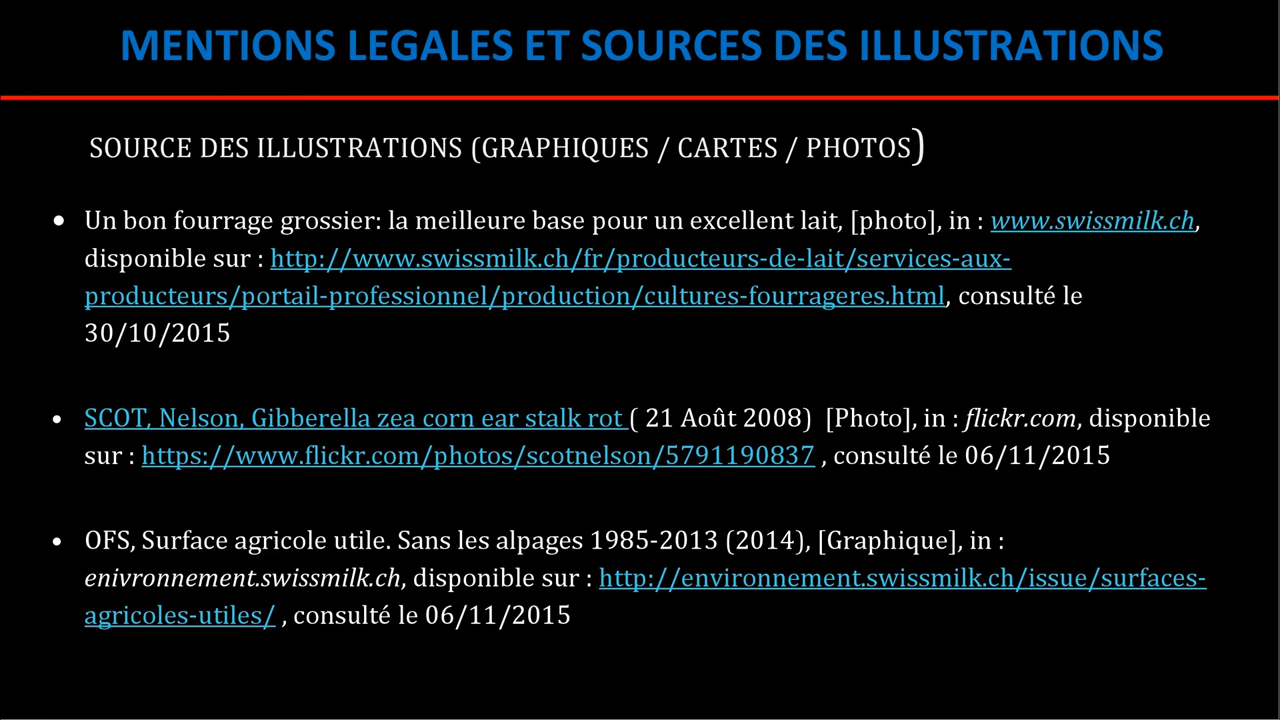 MENTIONS LEGALES ET SOURCES DES ILLUSTRATIONS
SOURCE DES ILLUSTRATIONS (GRAPHIQUES / CARTES / PHOTOS)
• Un bon fourrage grossier: la meilleure base pour un excellent lait, [photo], in : www.swissmilk.ch,
disponible sur : http://www.swissmilk.ch/fr/producteurs-de-lait/services-aux-
producteurs/portail-professionnel/production/cultures-fourrageres.html, consulté le
30/10/2015
• SCOT, Nelson, Gibberella zea corn ear stalk rot ( 21 Août 2008) [Photo], in : flickr.com, disponible
sur : https://www.flickr.com/photos/scotnelson/5791190837 , consulté le 06/11/2015
• OFS, Surface agricole utile. Sans les alpages 1985-2013 (2014), [Graphique], in :
enivronnement.swissmilk.ch, disponible sur : http://environnement.swissmilk.ch/issue/surfaces-
agricoles-utiles/ , consulté le 06/11/2015